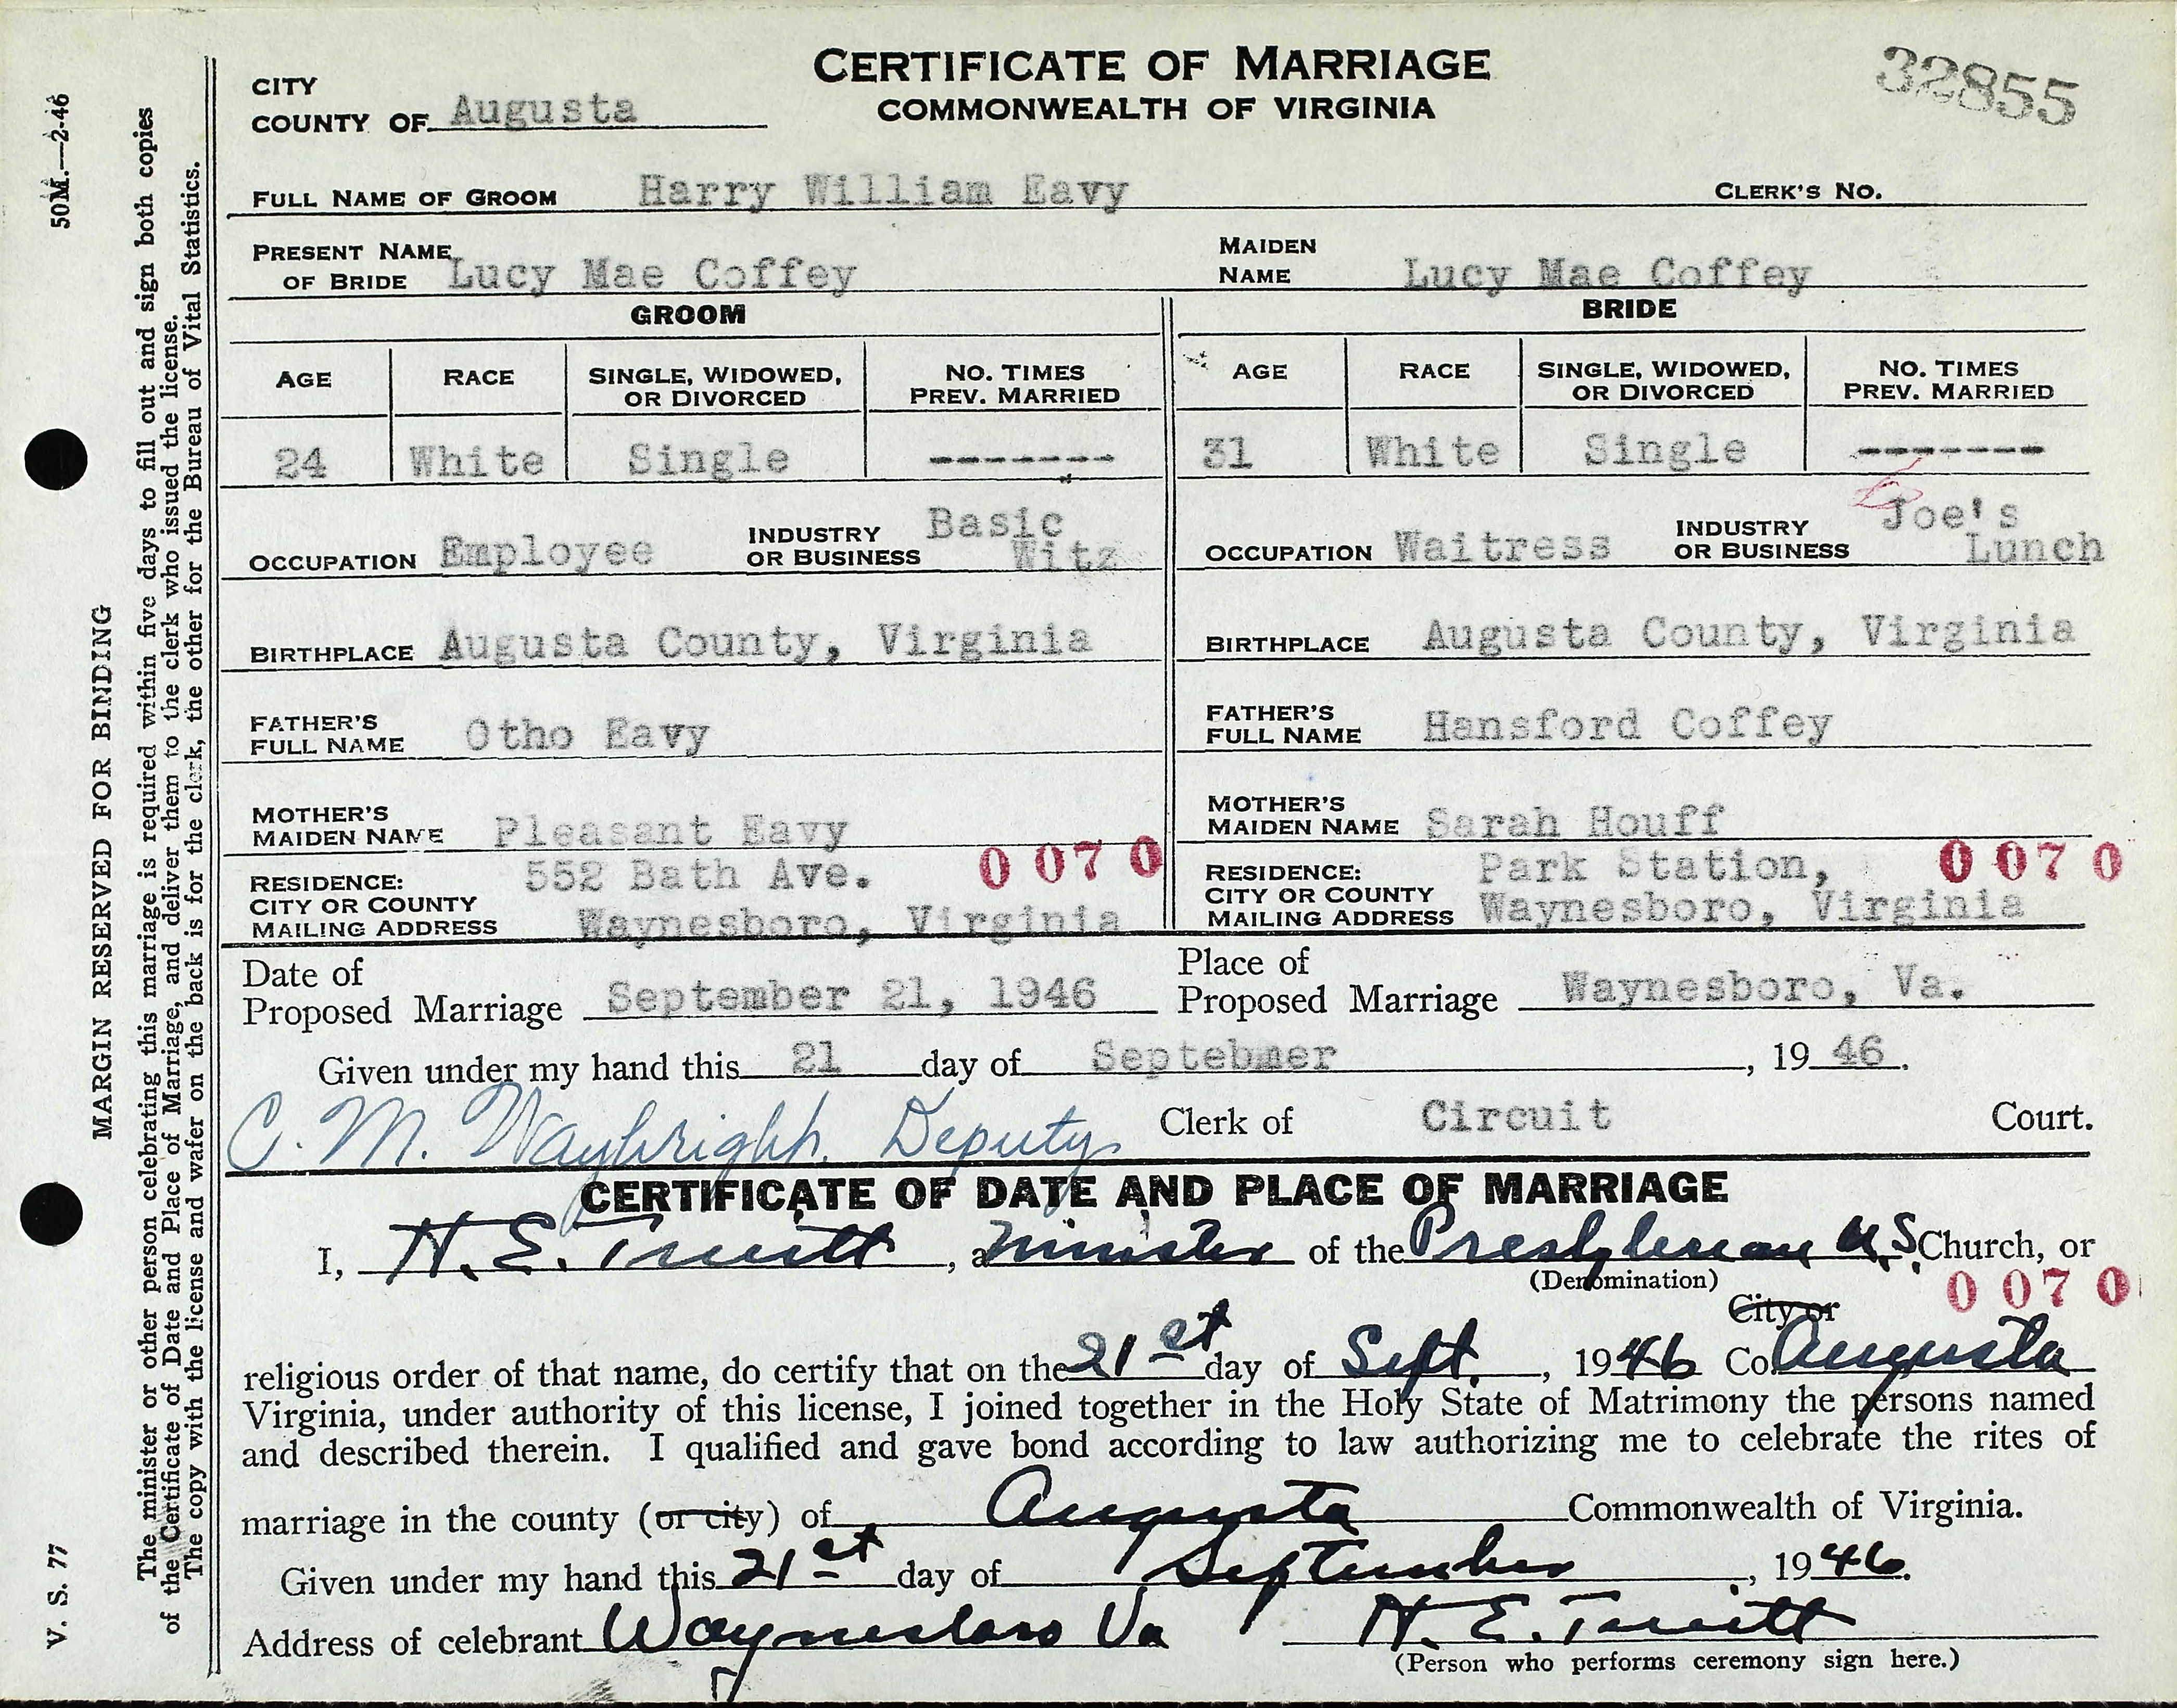 CERTIFICATE OF MARRIAGE
COMMONWEALTH OF VIRGINIA
32855
CITY
COUNTY OF Augusta
FULL NAME OF GROOM Harry William Eavy CLERK'S NO.
PRESENT NAME OF BRIDE Lucy Mae Coffey MAIDEN NAME Lucy Mae Coffey
GROOM BRIDE
AGE RACE SINGLE, WIDOWED, OR DIVORCED NO. TIMES PREV. MARRIED AGE RACE SINGLE, WIDOWED, OR DIVORCED NO. TIMES PREV. MARRIED
24 White Single ------- 31 White Single -------
OCCUPATION Employee INDUSTRY OR BUSINESS Basic Witz OCCUPATION Waitress INDUSTRY OR BUSINESS Joe's Lunch
BIRTHPLACE Augusta County, Virginia BIRTHPLACE Augusta County, Virginia
FATHER'S FULL NAME Otho Eavy FATHER'S FULL NAME Hansford Coffey
MOTHER'S MAIDEN NAME Pleasant Eavy MOTHER'S MAIDEN NAME Sarah Houff
RESIDENCE: CITY OR COUNTY MAILING ADDRESS 552 Bath Ave. Waynesboro, Virginia 0070 RESIDENCE: CITY OR COUNTY MAILING ADDRESS Park Station, Waynesboro, Virginia 0070
Date of Proposed Marriage September 21, 1946 Place of Proposed Marriage Waynesboro, Va.
Given under my hand this 21 day of Septebmer, 19 46.
C. M. Waybright, Deputy Clerk of Circuit Court.
CERTIFICATE OF DATE AND PLACE OF MARRIAGE
I, H. E. Truitt, a Minister of the Presbyterian U.S. Church, or
(Denomination)
0070
City or
religious order of that name, do certify that on the 21st day of Sept., 1946 Co. Augusta
Virginia, under authority of this license, I joined together in the Holy State of Matrimony the persons named
and described therein. I qualified and gave bond according to law authorizing me to celebrate the rites of
marriage in the county (or city) of Augusta Commonwealth of Virginia.
Given under my hand this 21st day of September, 1946.
Address of celebrant Waynesboro Va H. E. Truitt
(Person who performs ceremony sign here.)
50M.—2-46
MARGIN RESERVED FOR BINDING
V. S. 77
The minister or other person celebrating this marriage is required within five days to fill out and sign both copies
of the Certificate of Date and Place of Marriage, and deliver them to the clerk who issued the license.
The copy with the license and wafer on the back is for the clerk, the other for the Bureau of Vital Statistics.